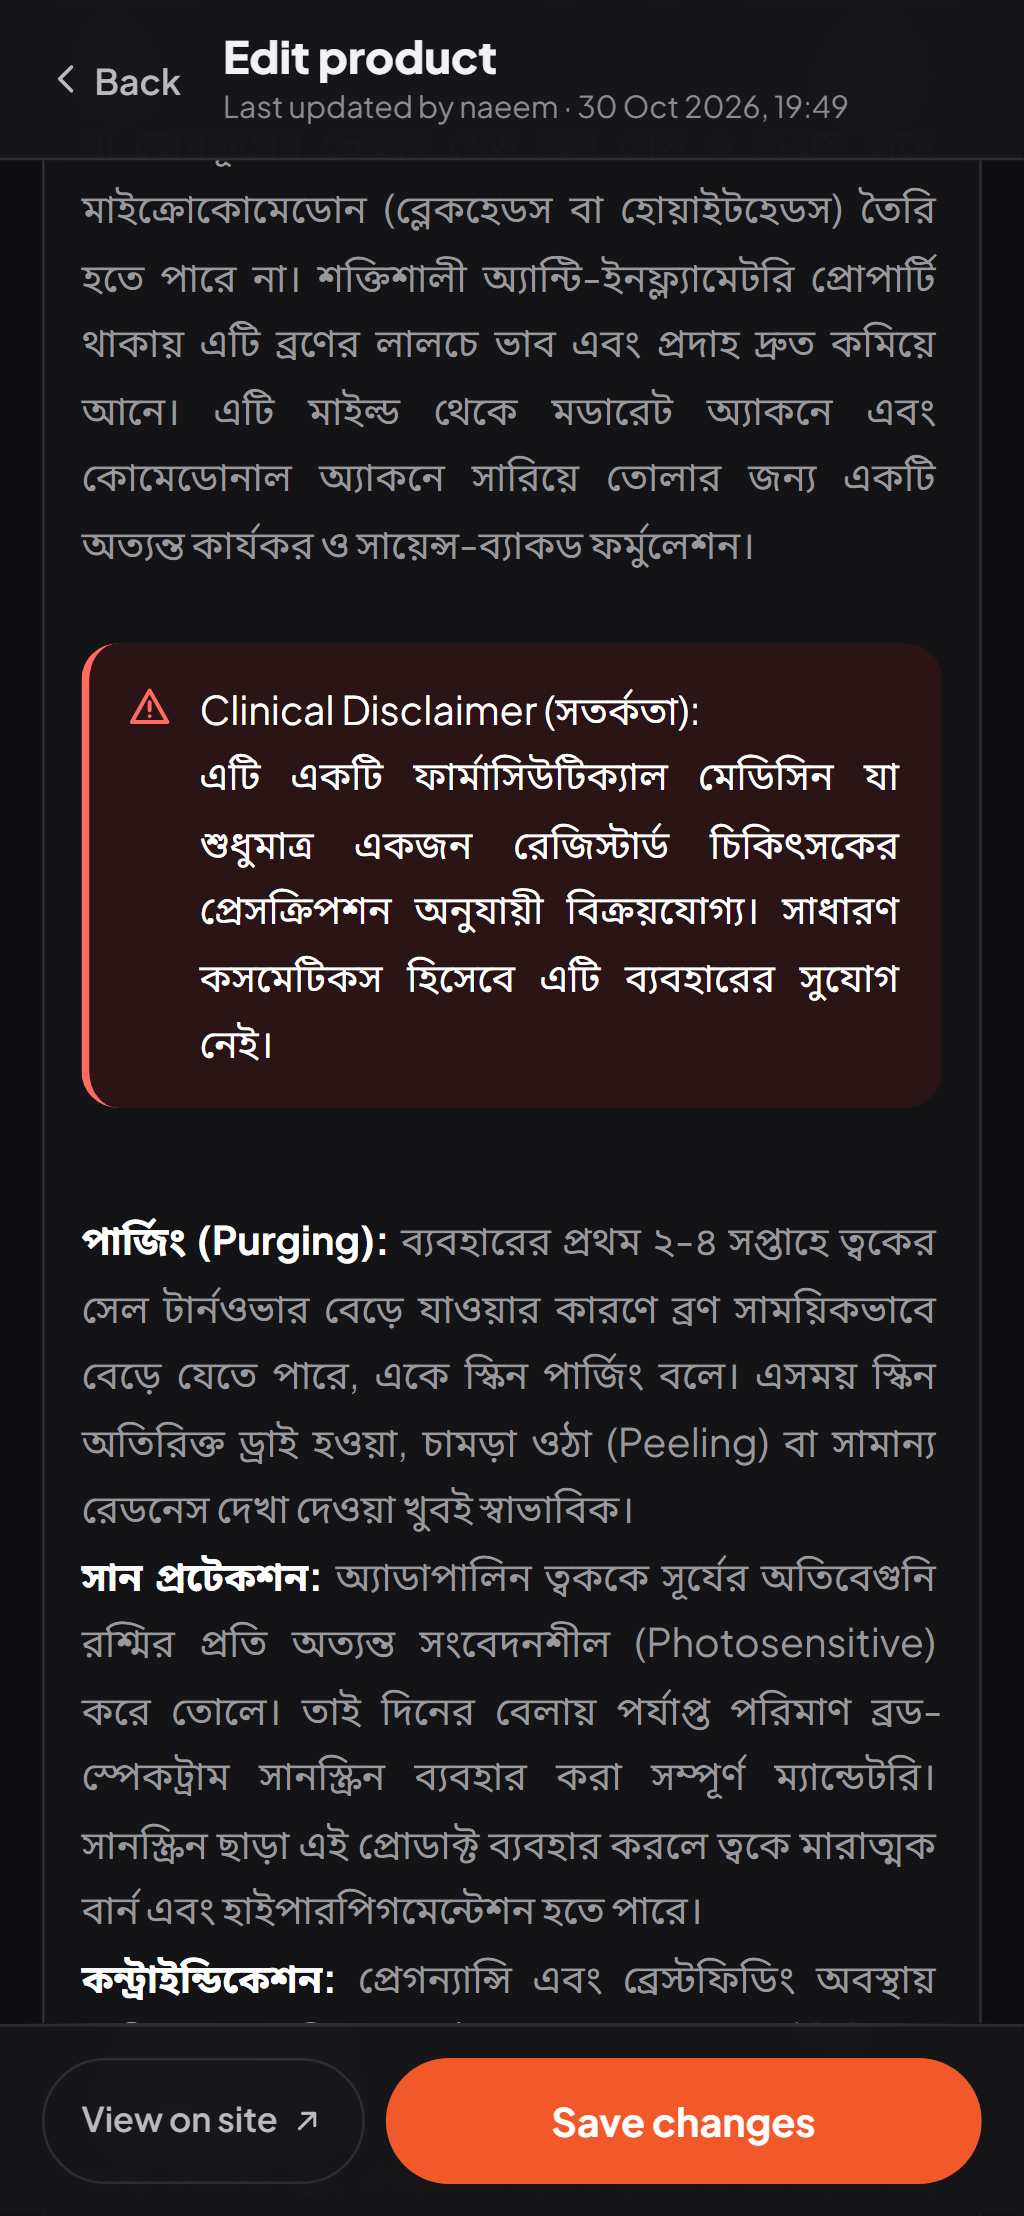 Back
Edit product
Last updated by naeem · 30 Oct 2026, 19:49
মাইক্রোকোমেডোন (ব্লেকহেডস বা হোয়াইটহেডস) তৈরি
হতে পারে না। শক্তিশালী অ্যান্টি-ইনফ্ল্যামেটরি প্রোপার্টি
থাকায় এটি ব্রণের লালচে ভাব এবং প্রদাহ দ্রুত কমিয়ে
আনে। এটি মাইল্ড থেকে মডারেট অ্যাকনে এবং
কোমেডোনাল অ্যাকনে সারিয়ে তোলার জন্য একটি
অত্যন্ত কার্যকর ও সায়েন্স-ব্যাকড ফর্মুলেশন।
Clinical Disclaimer (সতর্কতা):
এটি একটি ফার্মাসিউটিক্যাল মেডিসিন যা
শুধুমাত্র একজন রেজিস্টার্ড চিকিৎসকের
প্রেসক্রিপশন অনুযায়ী বিক্রয়যোগ্য। সাধারণ
কসমেটিকস হিসেবে এটি ব্যবহারের সুযোগ
নেই।
পার্জিং (Purging): ব্যবহারের প্রথম ২-৪ সপ্তাহে ত্বকের
সেল টার্নওভার বেড়ে যাওয়ার কারণে ব্রণ সাময়িকভাবে
বেড়ে যেতে পারে, একে স্কিন পার্জিং বলে। এসময় স্কিন
অতিরিক্ত ড্রাই হওয়া, চামড়া ওঠা (Peeling) বা সামান্য
রেডনেস দেখা দেওয়া খুবই স্বাভাবিক।
সান প্রটেকশন: অ্যাডাপালিন ত্বককে সূর্যের অতিবেগুনি
রশ্মির প্রতি অত্যন্ত সংবেদনশীল (Photosensitive)
করে তোলে। তাই দিনের বেলায় পর্যাপ্ত পরিমাণ ব্রড-
স্পেকট্রাম সানস্ক্রিন ব্যবহার করা সম্পূর্ণ ম্যান্ডেটরি।
সানস্ক্রিন ছাড়া এই প্রোডাক্ট ব্যবহার করলে ত্বকে মারাত্মক
বার্ন এবং হাইপারপিগমেন্টেশন হতে পারে।
কন্ট্রাইন্ডিকেশন: প্রেগন্যান্সি এবং ব্রেস্টফিডিং অবস্থায়
View on site ↗
Save changes